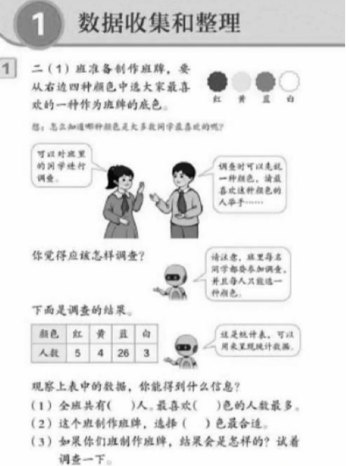 1 数据收集和整理
1 二（1）班准备制作班牌，要
从右边四种颜色中选大家最喜
欢的一种作为班牌的底色。
红 黄 蓝 白
想：怎么知道哪种颜色是大多数同学最喜欢的呢？
可以对班里
的同学进行
调查。
调查时可以先说
一种颜色，请最
喜欢这种颜色的
人举手……
你觉得应该怎样调查？
请注意，班里每名
同学都要参加调查，
并且每人只能选一
种颜色。
下面是调查的结果。
颜色 红 黄 蓝 白
人数 5 4 26 3
这是统计表，可以
用来呈现统计数据。
观察上表中的数据，你能得到什么信息？
（1）全班共有（ ）人。最喜欢（ ）色的人数最多。
（2）这个班制作班牌，选择（ ）色最合适。
（3）如果你们班制作班牌，结果会是怎样的？试着
调查一下。